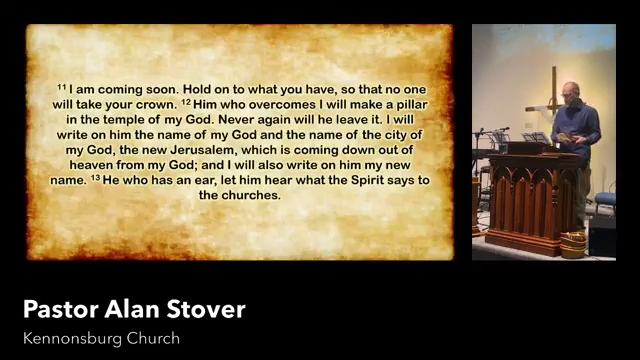 ¹¹ I am coming soon. Hold on to what you have, so that no one
will take your crown. ¹² Him who overcomes I will make a pillar
in the temple of my God. Never again will he leave it. I will
write on him the name of my God and the name of the city of
my God, the new Jerusalem, which is coming down out of
heaven from my God; and I will also write on him my new
name. ¹³ He who has an ear, let him hear what the Spirit says to
the churches.
Pastor Alan Stover
Kennonsburg Church